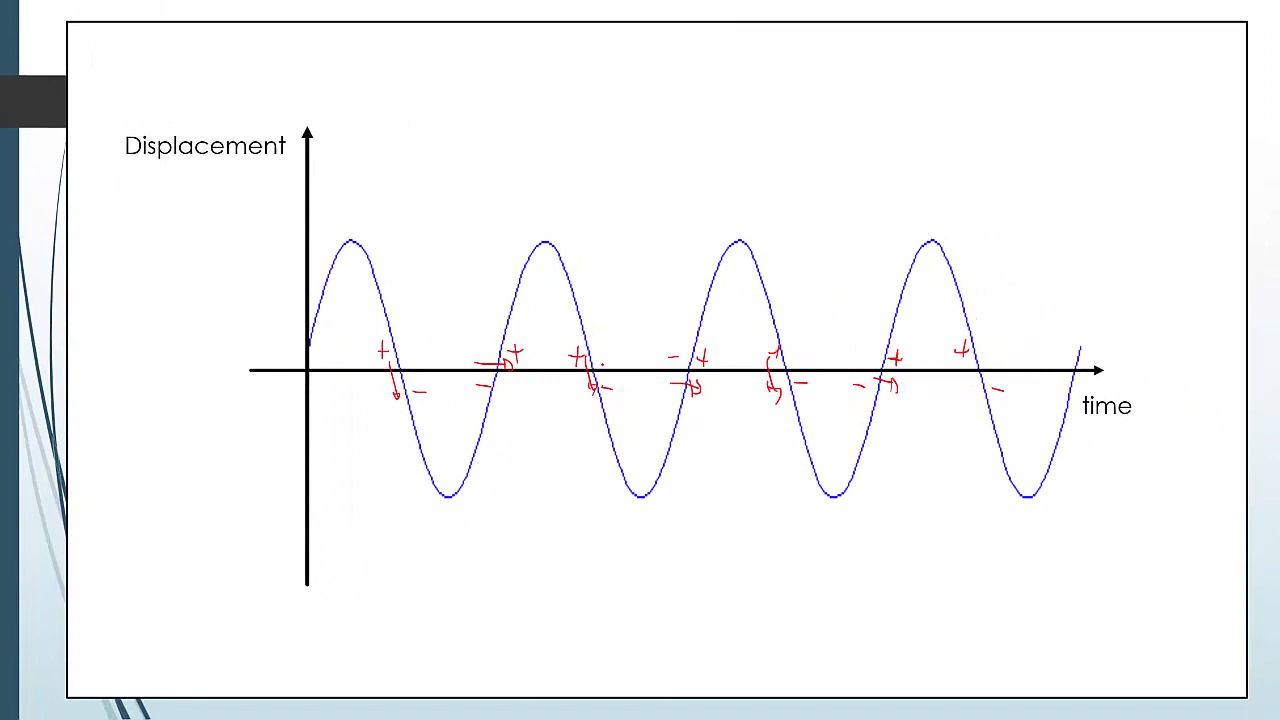 Displacement
+ + + - + + + +
- - - - - -
time